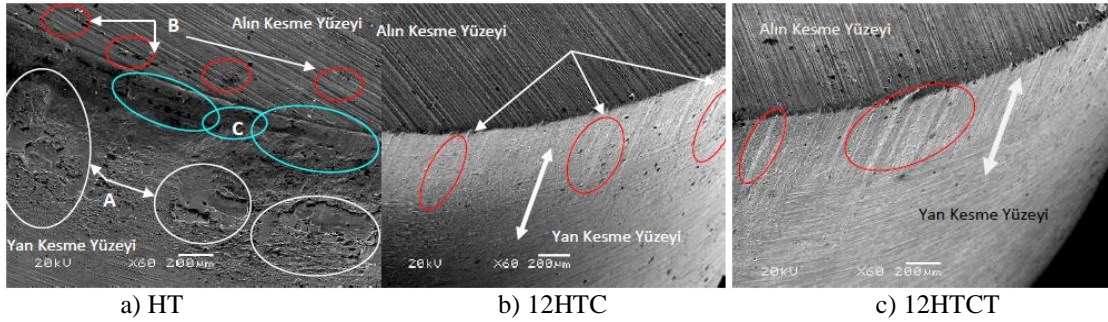 B
Alın Kesme Yüzeyi
C
A
Yan Kesme Yüzeyi
20kV X60 200μm
Alın Kesme Yüzeyi
Yan Kesme Yüzeyi
20kV X60 200μm
Alın Kesme Yüzeyi
Yan Kesme Yüzeyi
20kV X60 200μm
a) HT
b) 12HTC
c) 12HTCT